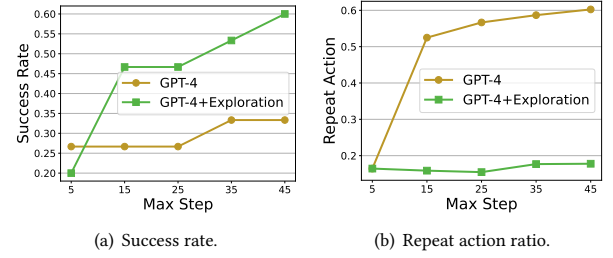 0.60
0.55
0.50
0.45
0.40
0.35
0.30
0.25
0.20
Success Rate
GPT-4
GPT-4+Exploration
5 15 25 35 45
Max Step
(a) Success rate.
0.6
0.5
0.4
0.3
0.2
Repeat Action
GPT-4
GPT-4+Exploration
5 15 25 35 45
Max Step
(b) Repeat action ratio.